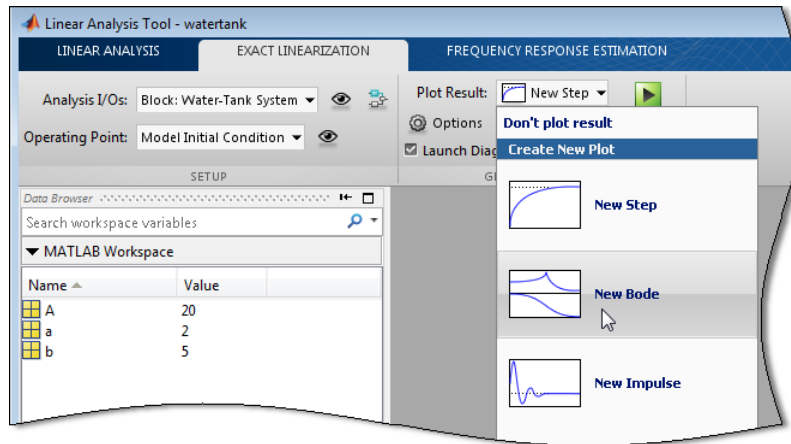 Linear Analysis Tool - watertank
LINEAR ANALYSIS
EXACT LINEARIZATION
FREQUENCY RESPONSE ESTIMATION
Analysis I/Os: Block: Water-Tank System
Operating Point: Model Initial Condition
SETUP
Plot Result: New Step
Options
Launch Diag
Don't plot result
Create New Plot
New Step
New Bode
New Impulse
Data Browser
Search workspace variables
MATLAB Workspace
Name Value
A 20
a 2
b 5